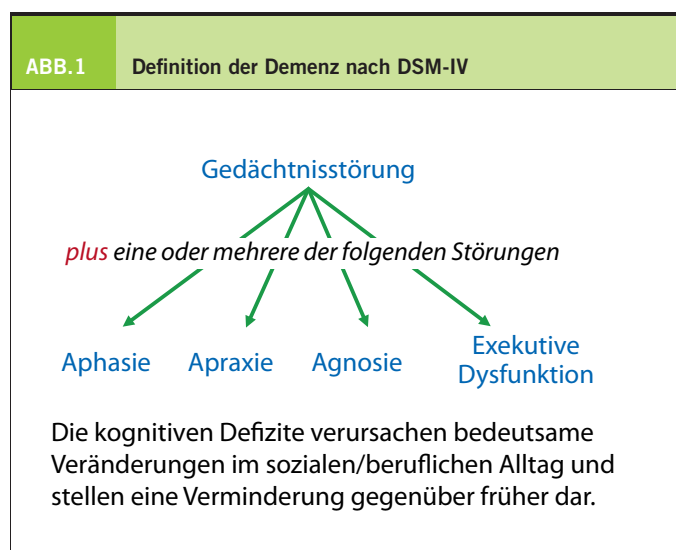 ABB.1 Definition der Demenz nach DSM-IV
Gedächtnisstörung
plus eine oder mehrere der folgenden Störungen
Aphasie Apraxie Agnosie Exekutive
Dysfunktion
Die kognitiven Defizite verursachen bedeutsame
Veränderungen im sozialen/beruflichen Alltag und
stellen eine Verminderung gegenüber früher dar.